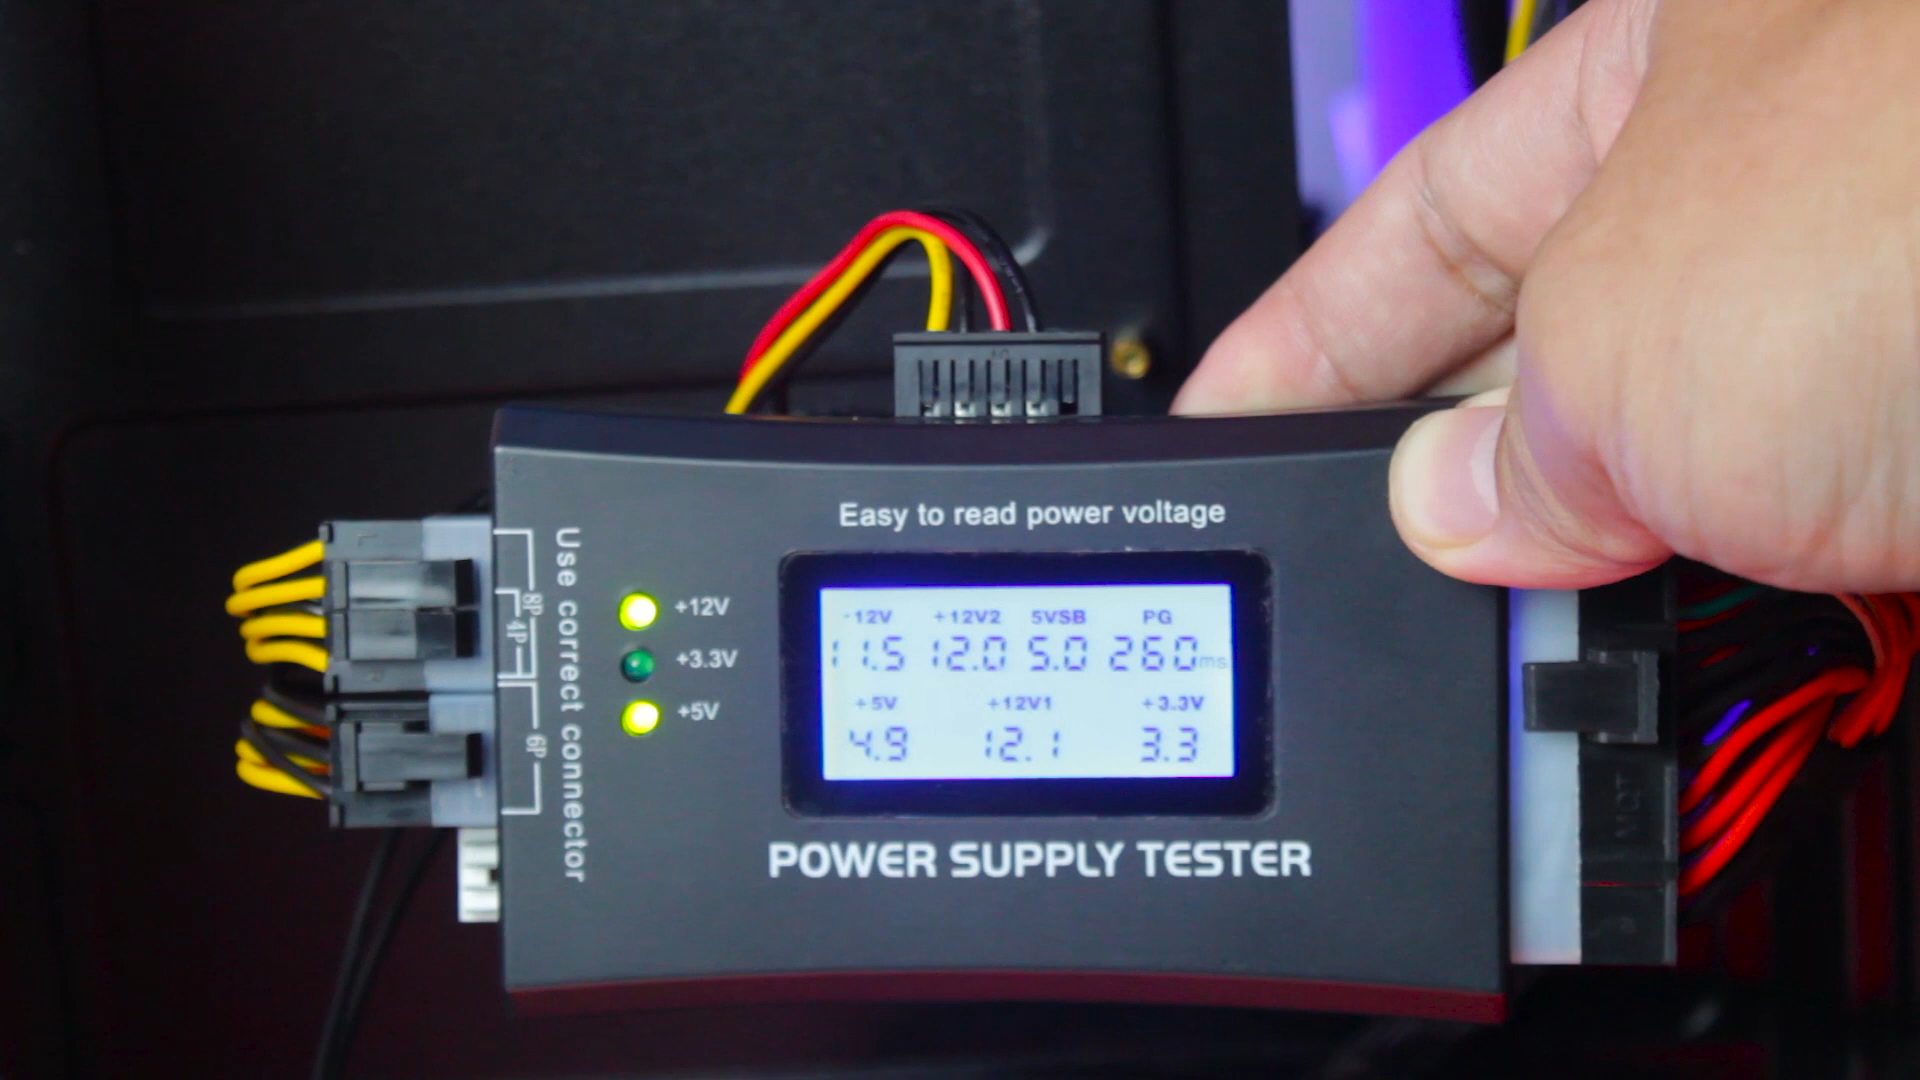 Easy to read power voltage
Use correct connector
8P
4P
6P
+12V
+3.3V
+5V
-12V +12V2 5VSB PG
11.5 12.0 5.0 260ms
+5V +12V1 +3.3V
4.9 12.1 3.3
POWER SUPPLY TESTER